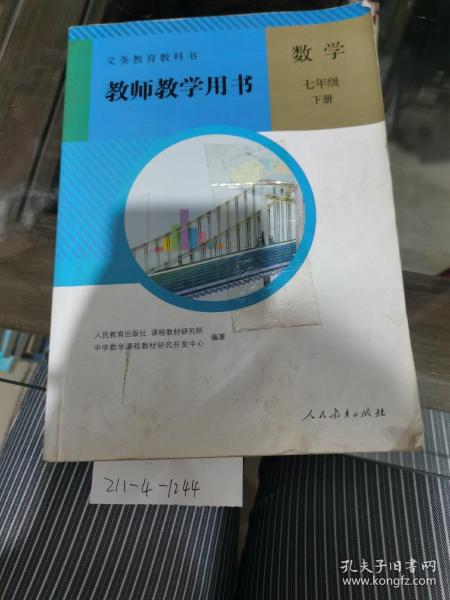 义务教育教科书
数学
教师教学用书
七年级
下册
人民教育出版社 课程教材研究所
中学数学课程教材研究开发中心
编著
人民教育出版社
211-4-1244
孔夫子旧书网
www.kongfz.com